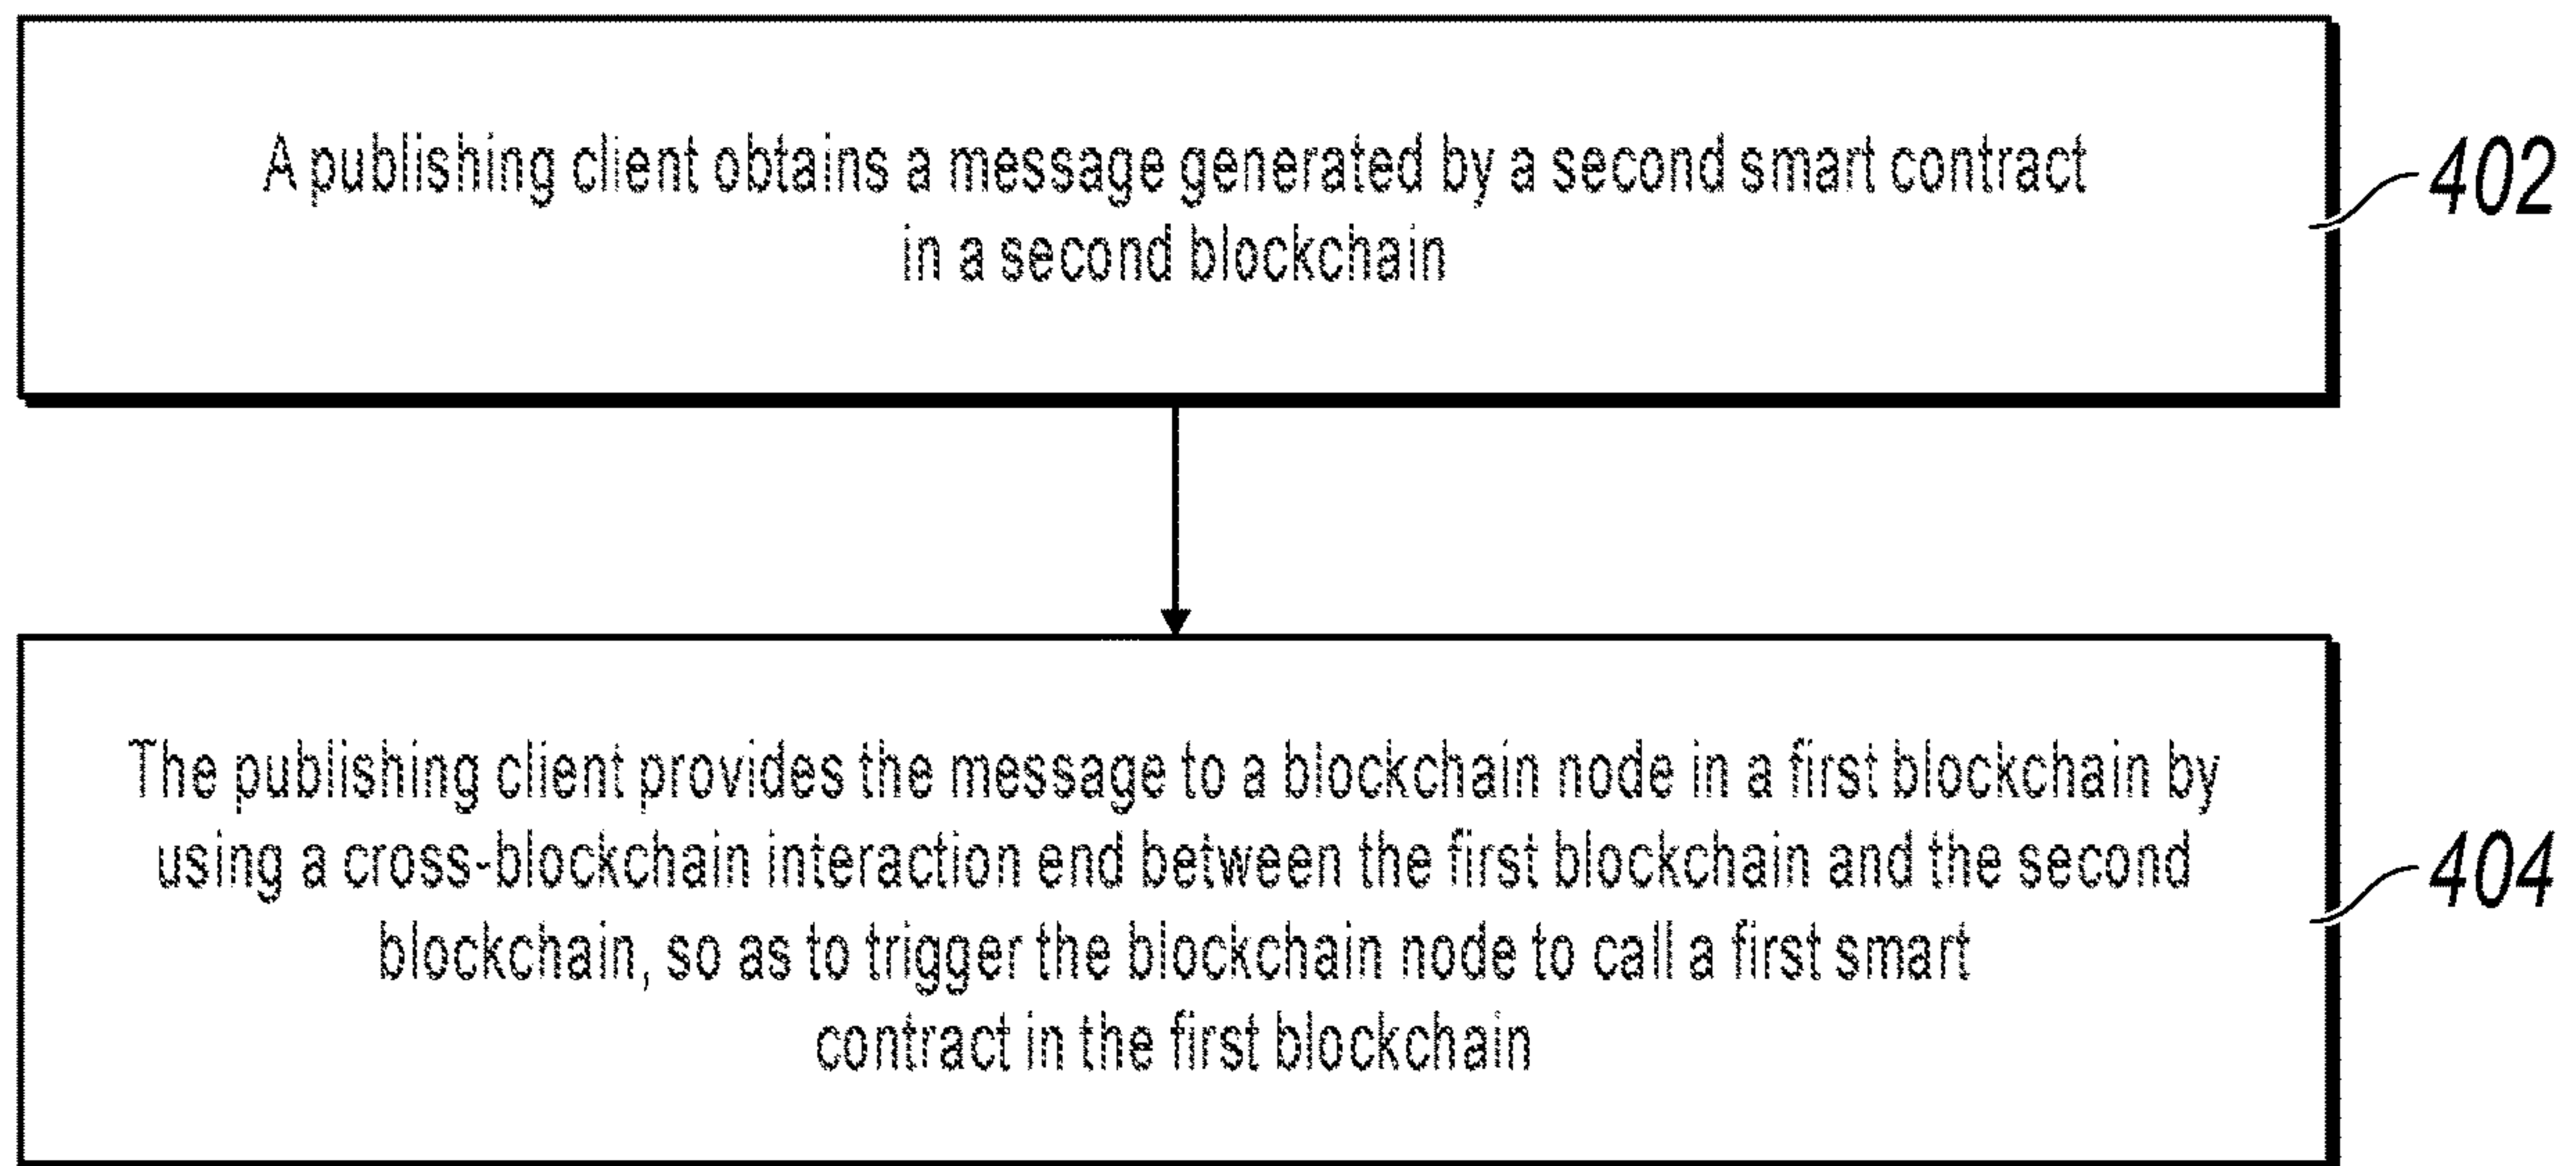 A publishing client obtains a message generated by a second smart contract
in a second blockchain
402
The publishing client provides the message to a blockchain node in a first blockchain by
using a cross-blockchain interaction end between the first blockchain and the second
blockchain, so as to trigger the blockchain node to call a first smart
contract in the first blockchain
404